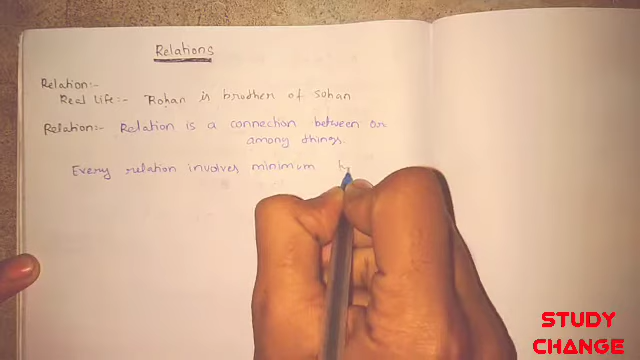 Relations
Relation:-
Real Life:- Rohan is brother of sohan
Relation:- Relation is a connection between or
among things.
Every relation involves minimum
STUDY
CHANGE